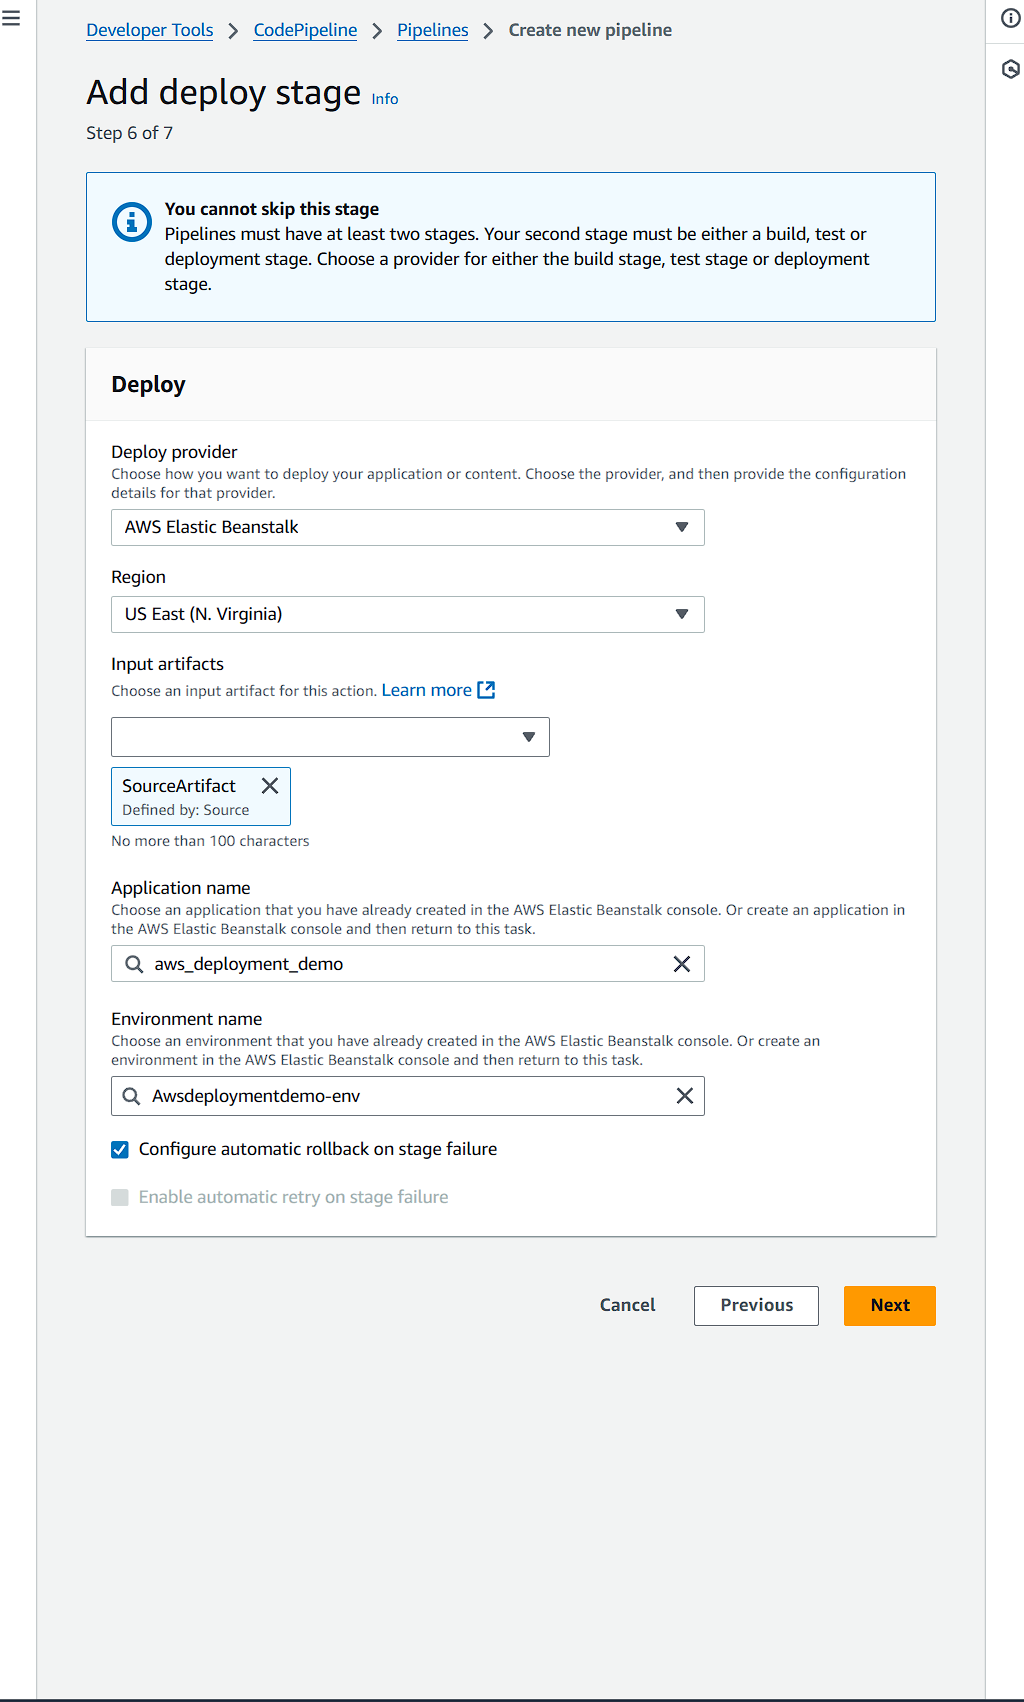 Developer Tools > CodePipeline > Pipelines > Create new pipeline
Add deploy stage Info
Step 6 of 7
You cannot skip this stage
Pipelines must have at least two stages. Your second stage must be either a build, test or
deployment stage. Choose a provider for either the build stage, test stage or deployment
stage.
Deploy
Deploy provider
Choose how you want to deploy your application or content. Choose the provider, and then provide the configuration
details for that provider.
AWS Elastic Beanstalk
Region
US East (N. Virginia)
Input artifacts
Choose an input artifact for this action. Learn more
SourceArtifact
Defined by: Source
No more than 100 characters
Application name
Choose an application that you have already created in the AWS Elastic Beanstalk console. Or create an application in
the AWS Elastic Beanstalk console and then return to this task.
aws_deployment_demo
Environment name
Choose an environment that you have already created in the AWS Elastic Beanstalk console. Or create an
environment in the AWS Elastic Beanstalk console and then return to this task.
Awsdeploymentdemo-env
Configure automatic rollback on stage failure
Enable automatic retry on stage failure
Cancel Previous Next